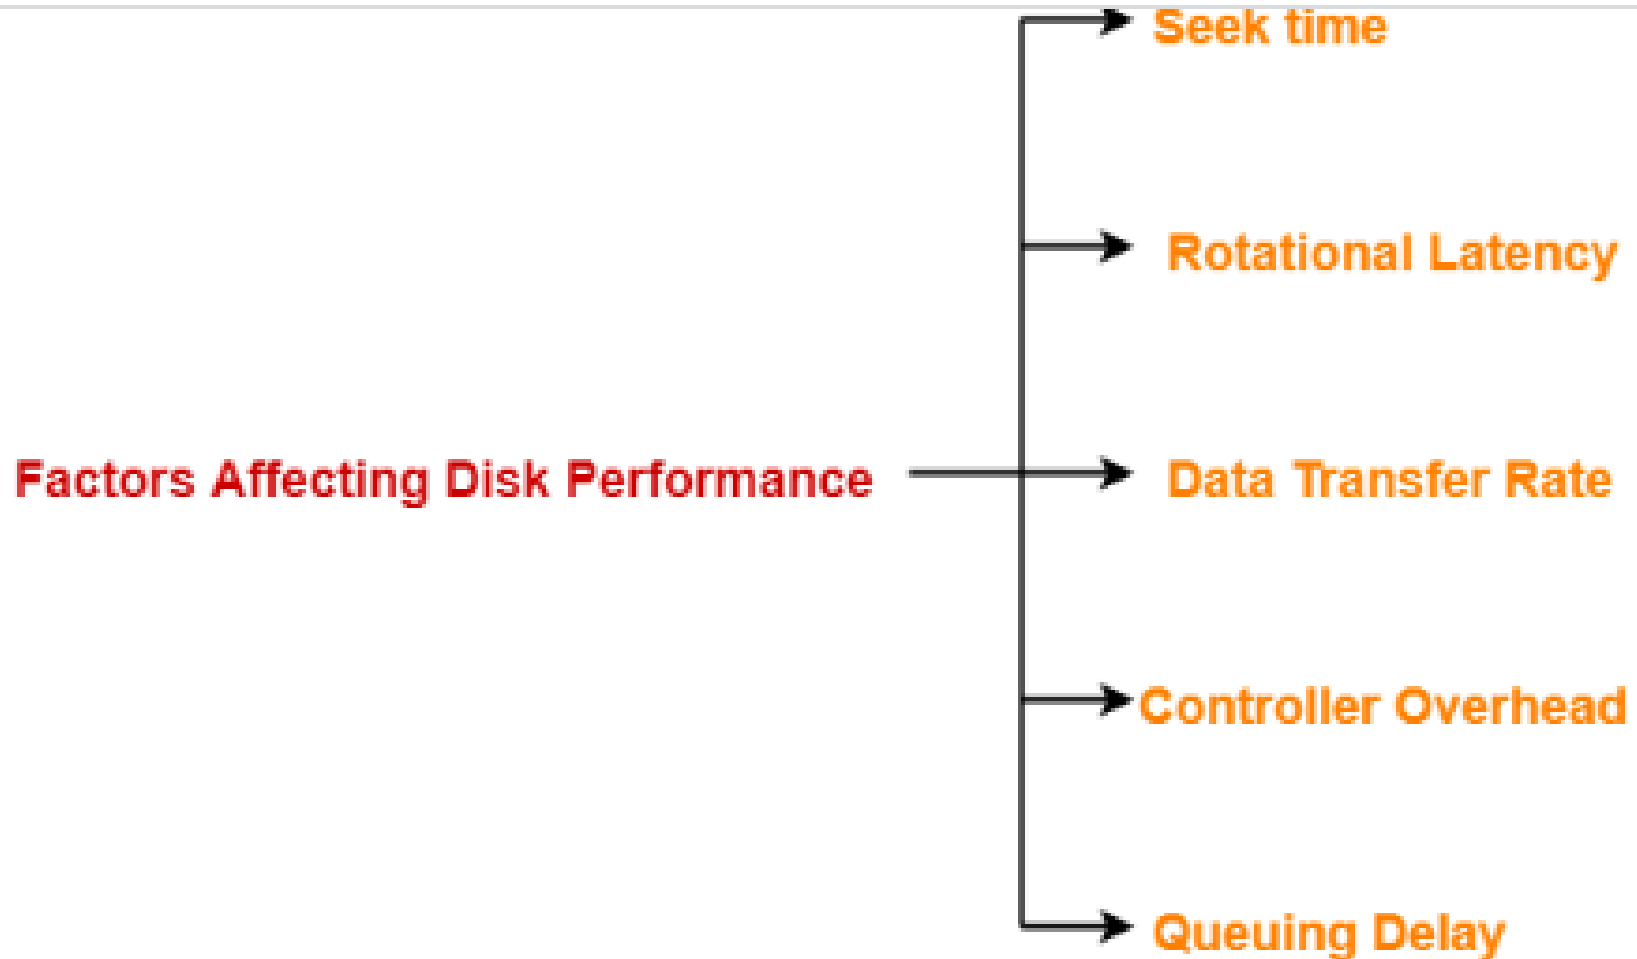 Seek time
Rotational Latency
Factors Affecting Disk Performance
Data Transfer Rate
Controller Overhead
Queuing Delay